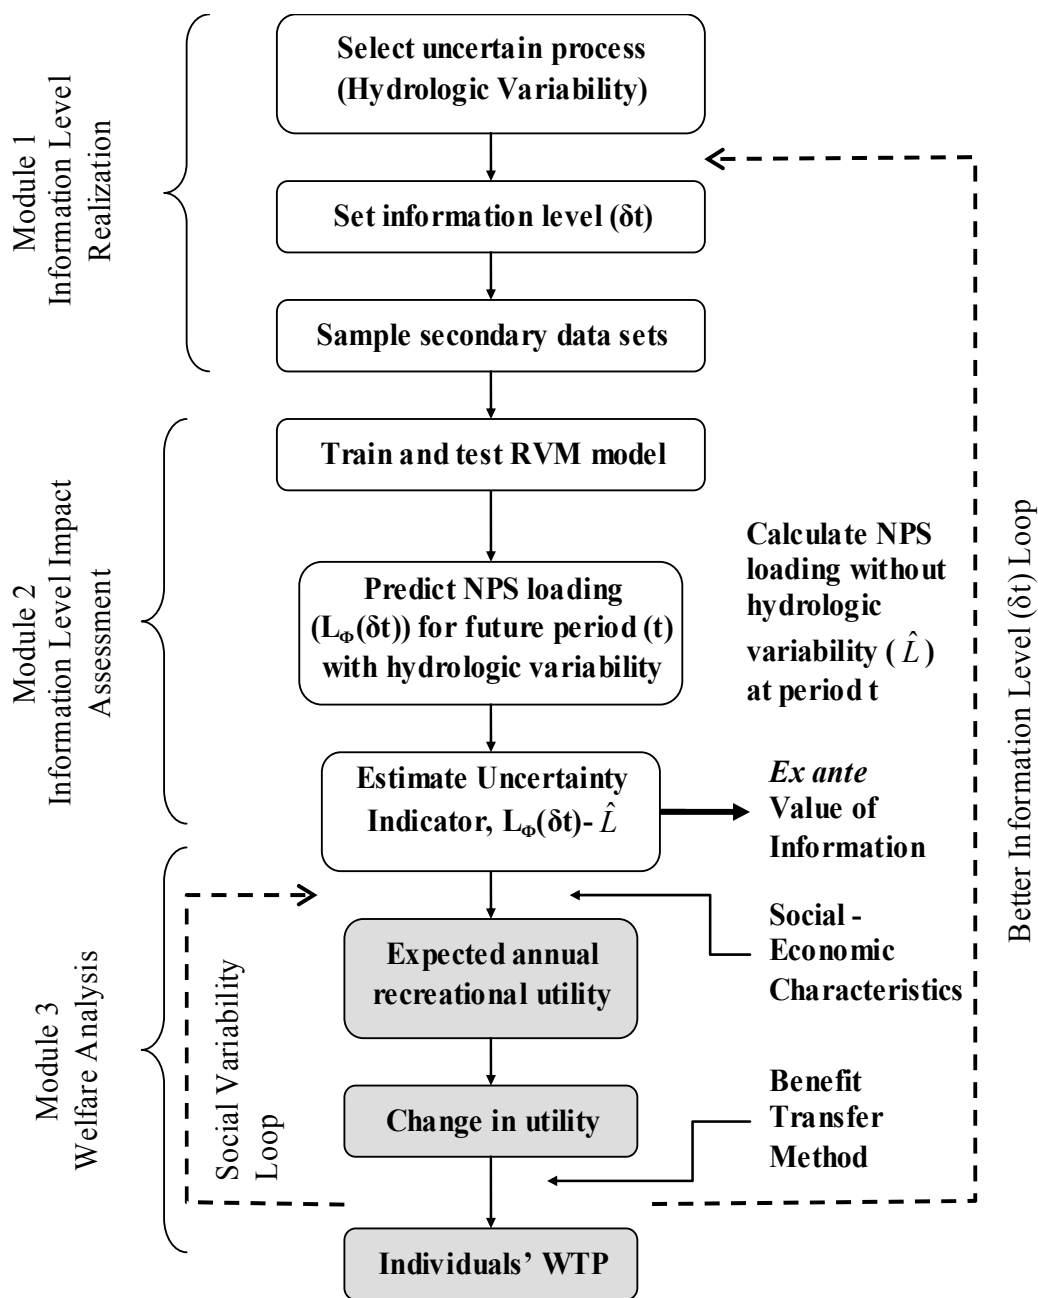 Module 1
Information Level
Realization
Select uncertain process
(Hydrologic Variability)
Set information level (δt)
Sample secondary data sets
Module 2
Information Level Impact
Assessment
Train and test RVM model
Predict NPS loading
(L_Φ(δt)) for future period (t)
with hydrologic variability
Calculate NPS
loading without
hydrologic
variability ( L̂ )
at period t
Estimate Uncertainty
Indicator, L_Φ(δt)- L̂
Ex ante
Value of
Information
Better Information Level (δt) Loop
Module 3
Welfare Analysis
Social Variability
Loop
Expected annual
recreational utility
Social -
Economic
Characteristics
Change in utility
Benefit
Transfer
Method
Individuals’ WTP